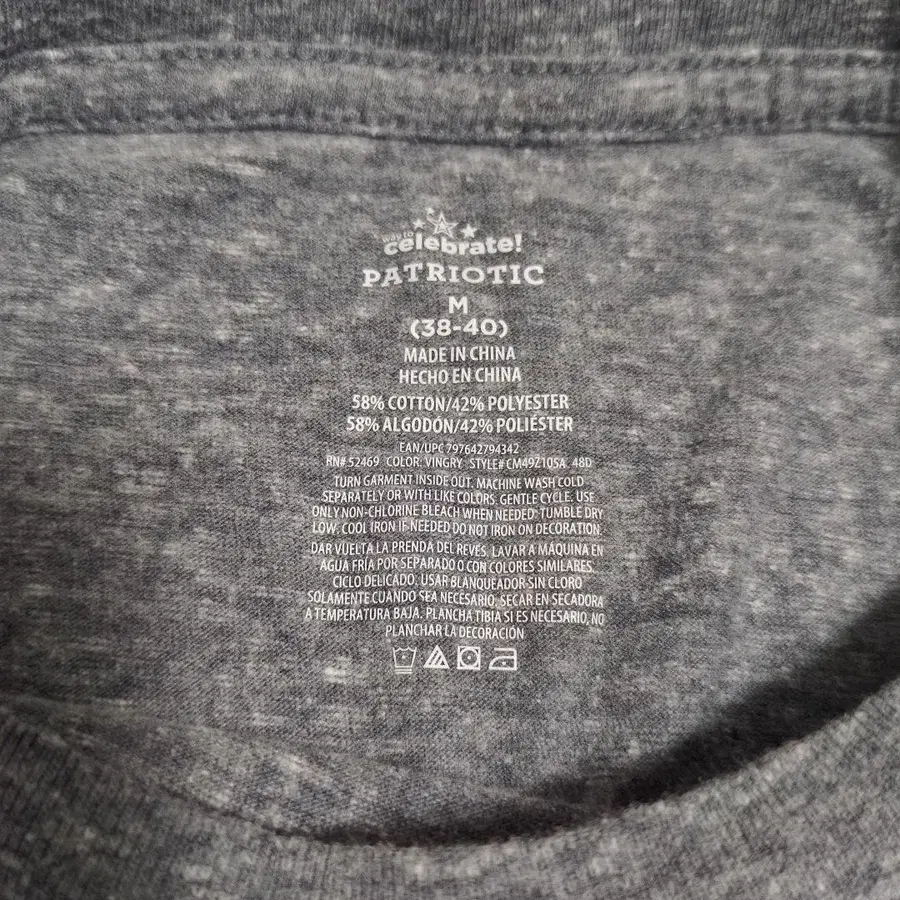 way to
celebrate!
PATRIOTIC
M
(38-40)
MADE IN CHINA
HECHO EN CHINA
58% COTTON/42% POLYESTER
58% ALGODÓN/42% POLIÉSTER
EAN/UPC 797642794342
RN# 52469 COLOR: VINGRY STYLE# CM49Z105A 48D
TURN GARMENT INSIDE OUT. MACHINE WASH COLD
SEPARATELY OR WITH LIKE COLORS. GENTLE CYCLE. USE
ONLY NON-CHLORINE BLEACH WHEN NEEDED. TUMBLE DRY
LOW. COOL IRON IF NEEDED DO NOT IRON ON DECORATION.
DAR VUELTA LA PRENDA DEL REVÉS. LAVAR A MÁQUINA EN
AGUA FRÍA POR SEPARADO O CON COLORES SIMILARES.
CICLO DELICADO. USAR BLANQUEADOR SIN CLORO
SOLAMENTE CUANDO SEA NECESARIO. SECAR EN SECADORA
A TEMPERATURA BAJA. PLANCHA TIBIA SI ES NECESARIO, NO
PLANCHAR LA DECORACIÓN